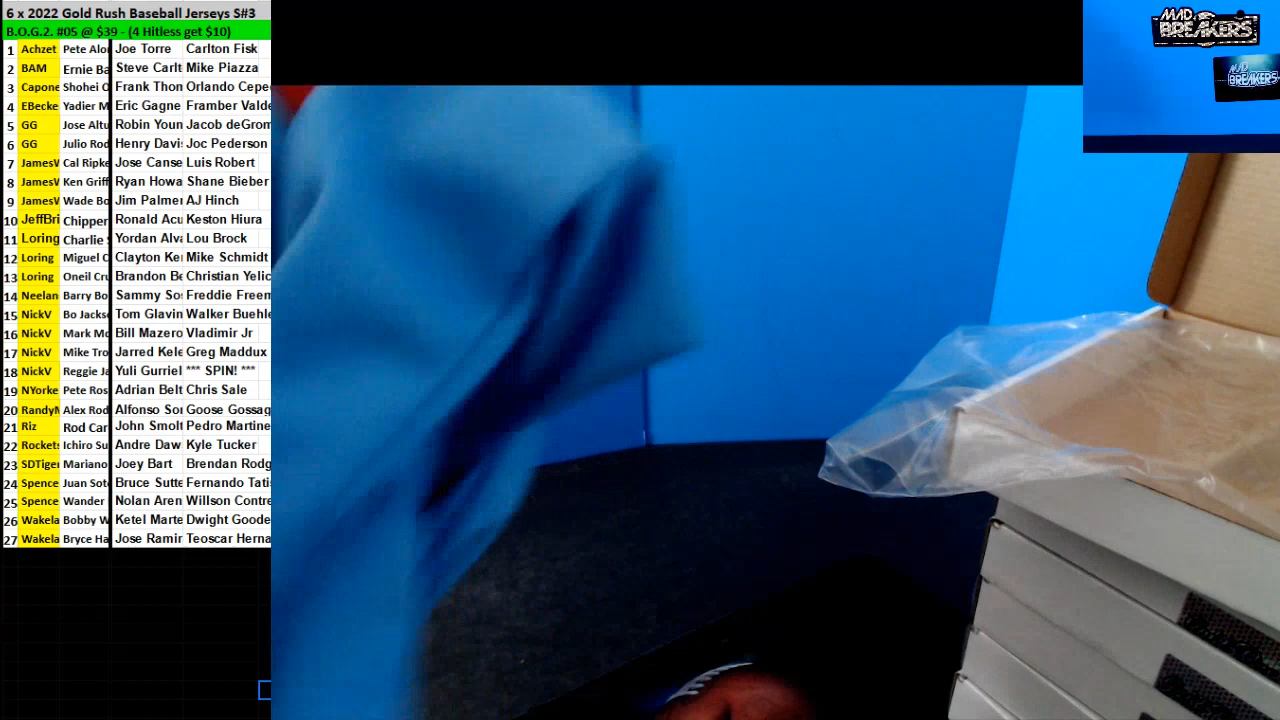 6 x 2022 Gold Rush Baseball Jerseys S#3
B.O.G.2. #05 @ $39 - (4 Hitless get $10)
1 Achzet Pete Alo Joe Torre Carlton Fisk
2 BAM Ernie Ba Steve Carlt Mike Piazza
3 Capone Shohei O Frank Thon Orlando Cepe
4 EBecke Yadier M Eric Gagne Framber Valde
5 GG Jose Altu Robin Youn Jacob deGrom
6 GG Julio Rod Henry Davi Joc Pederson
7 JamesW Cal Ripke Jose Canse Luis Robert
8 JamesW Ken Griff Ryan Howa Shane Bieber
9 JamesW Wade Bo Jim Palmer AJ Hinch
10 JeffBri Chipper Ronald Acu Keston Hiura
11 Loring Charlie Yordan Alva Lou Brock
12 Loring Miguel C Clayton Ke Mike Schmidt
13 Loring Oneil Cru Brandon Be Christian Yelic
14 Neelan Barry Bo Sammy So Freddie Freem
15 NickV Bo Jackso Tom Glavin Walker Buehle
16 NickV Mark Mc Bill Mazero Vladimir Jr
17 NickV Mike Tro Jarred Kele Greg Maddux
18 NickV Reggie Ja Yuli Gurriel *** SPIN! ***
19 NYorke Pete Ros Adrian Belt Chris Sale
20 RandyM Alex Rod Alfonso So Goose Gossag
21 Riz Rod Car John Smolt Pedro Martine
22 Rockets Ichiro Su Andre Daw Kyle Tucker
23 SDTiger Mariano Joey Bart Brendan Rodg
24 Spence Juan Sot Bruce Sutte Fernando Tatis
25 Spence Wander Nolan Aren Willson Contre
26 Wakela Bobby W Ketel Marte Dwight Goode
27 Wakela Bryce Ha Jose Ramir Teoscar Herna
MAD
BREAKERS
MAD
BREAKERS